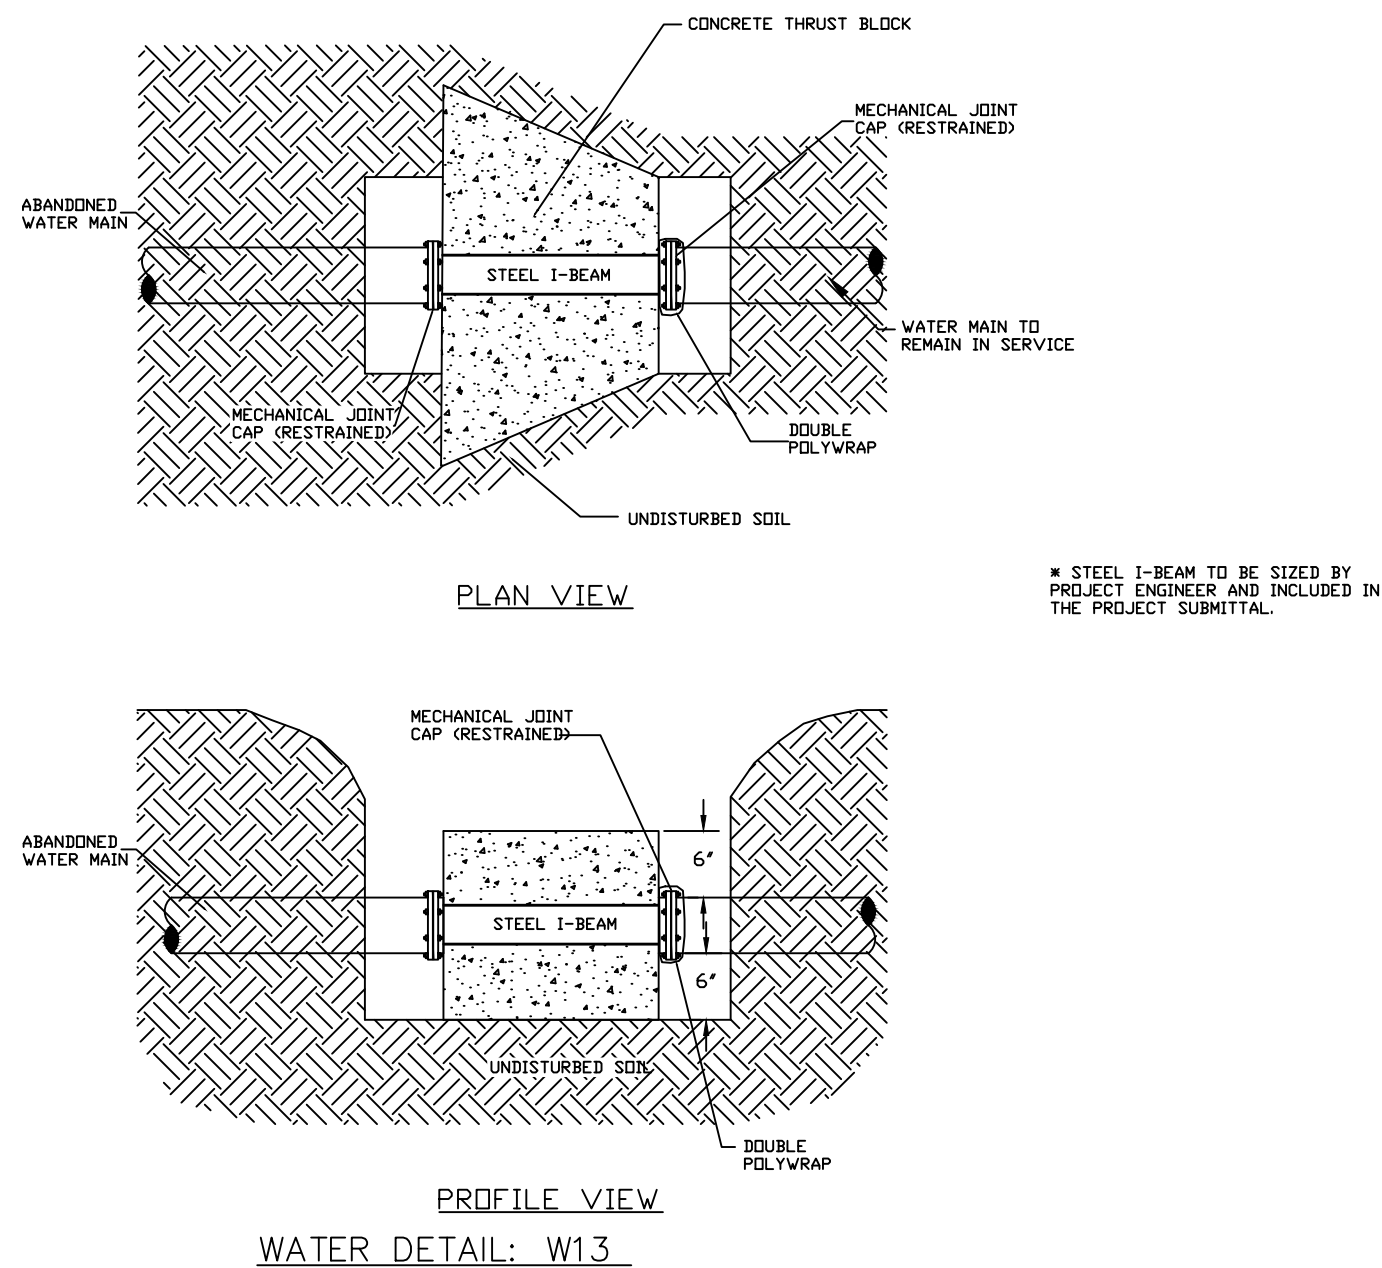 CONCRETE THRUST BLOCK
MECHANICAL JOINT
CAP (RESTRAINED)
ABANDONED
WATER MAIN
STEEL I-BEAM
WATER MAIN TO
REMAIN IN SERVICE
MECHANICAL JOINT
CAP (RESTRAINED)
DOUBLE
POLYWRAP
UNDISTURBED SOIL
PLAN VIEW
* STEEL I-BEAM TO BE SIZED BY
PROJECT ENGINEER AND INCLUDED IN
THE PROJECT SUBMITTAL.
MECHANICAL JOINT
CAP (RESTRAINED)
ABANDONED
WATER MAIN
6"
STEEL I-BEAM
6"
UNDISTURBED SOIL
DOUBLE
POLYWRAP
PROFILE VIEW
WATER DETAIL: W13